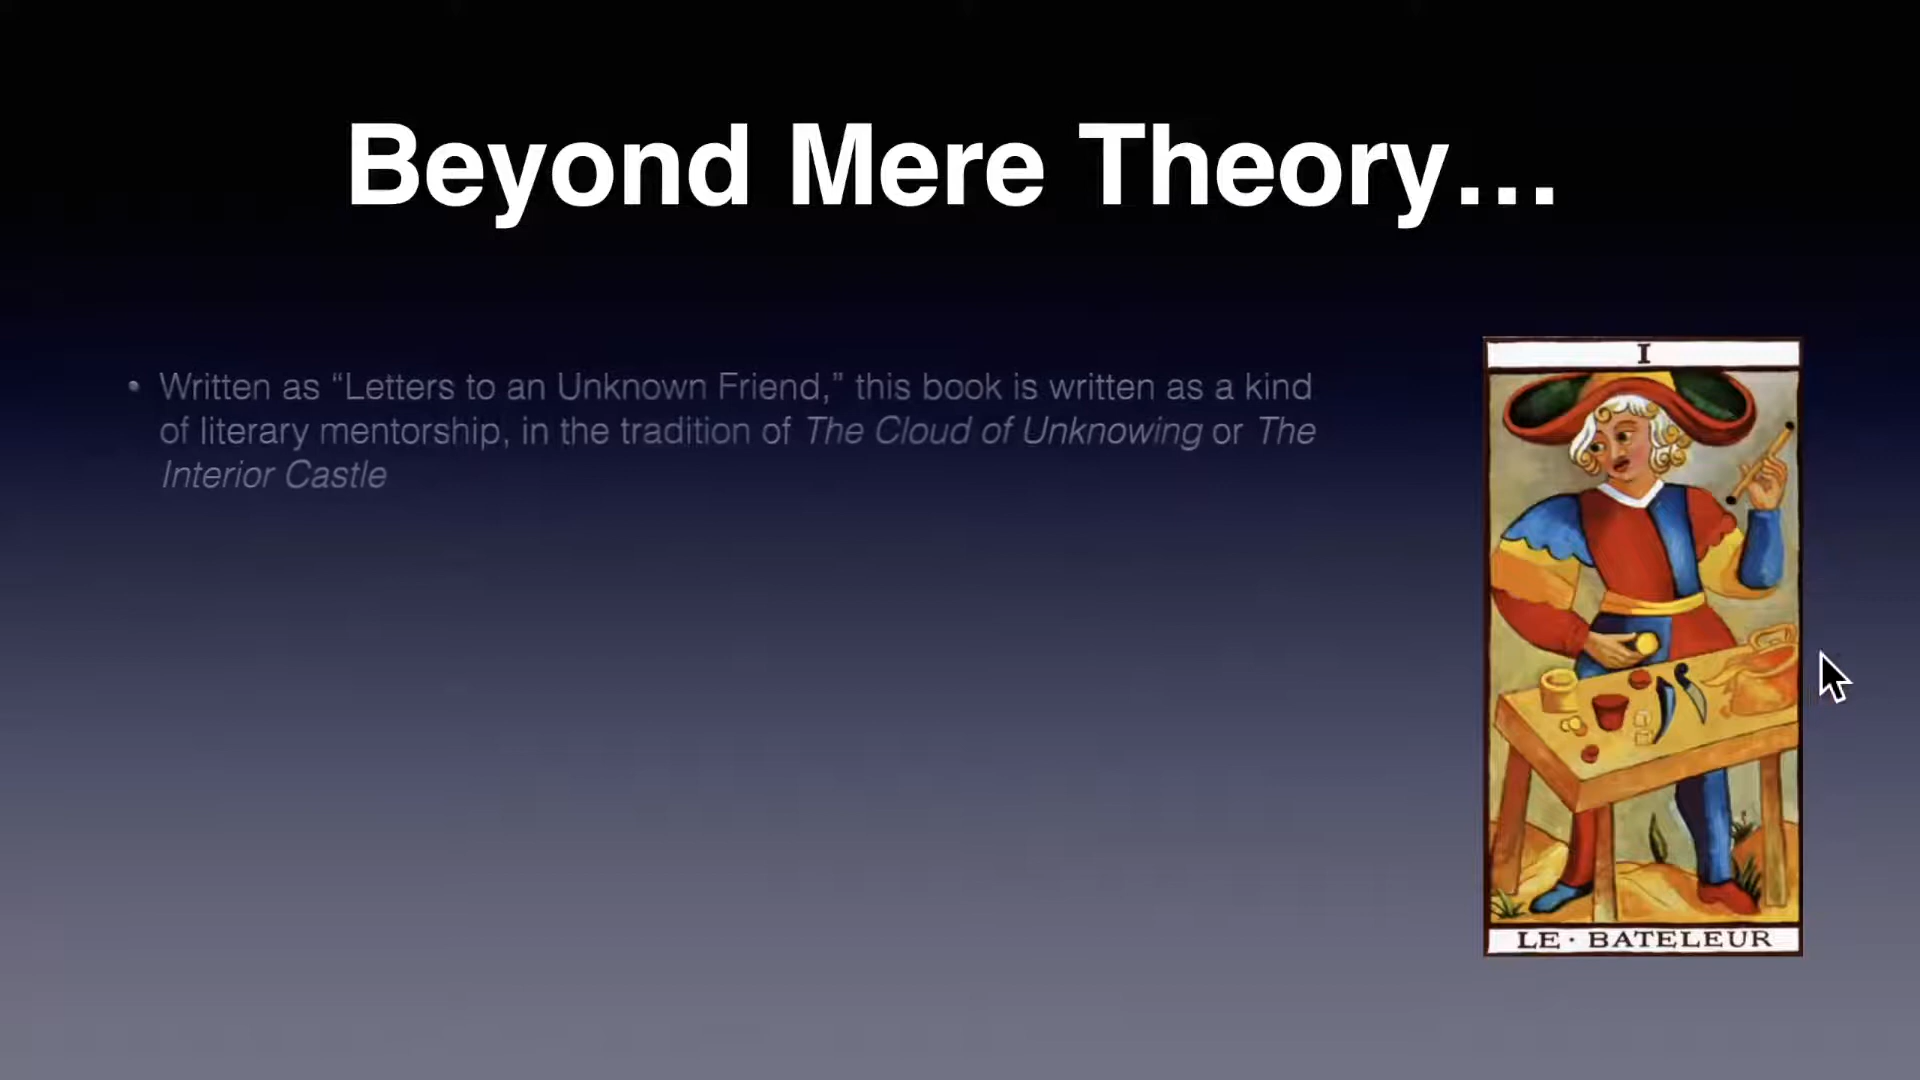 Beyond Mere Theory…
• Written as “Letters to an Unknown Friend,” this book is written as a kind
of literary mentorship, in the tradition of The Cloud of Unknowing or The
Interior Castle
I
LE · BATELEUR